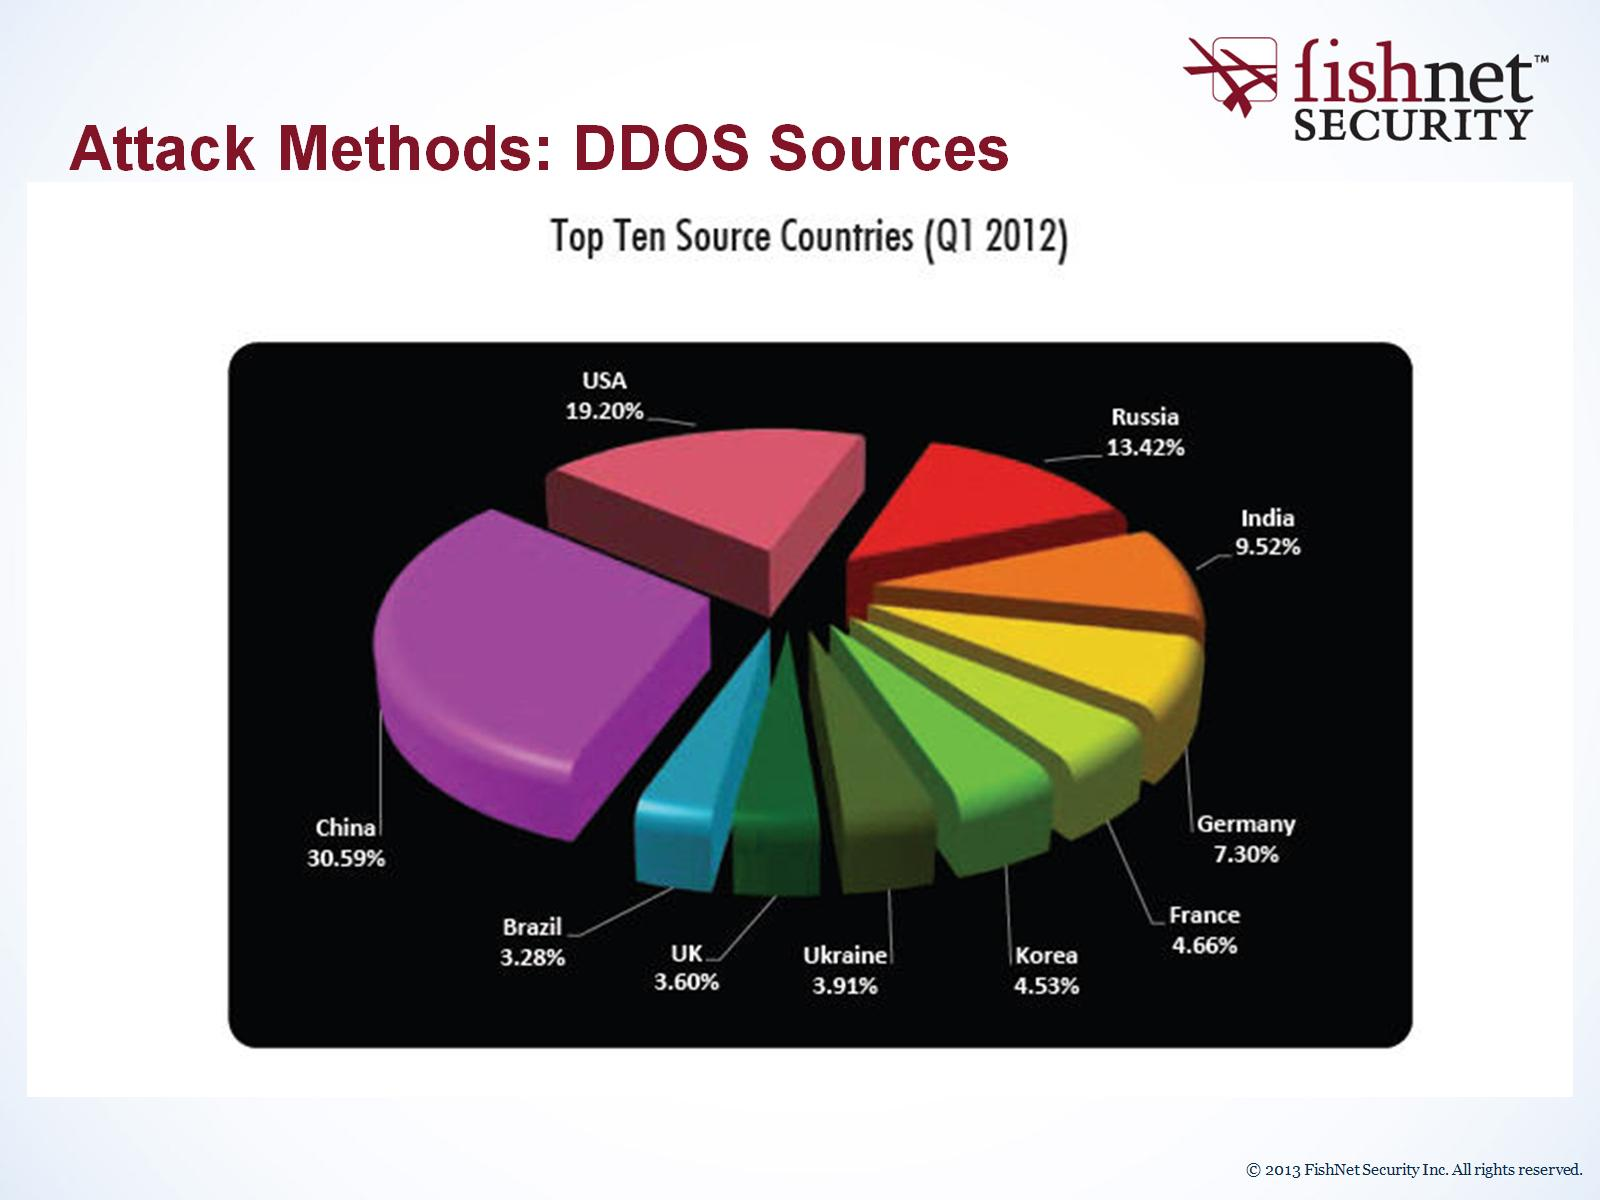 fishnet™
SECURITY
Attack Methods: DDOS Sources
Top Ten Source Countries (Q1 2012)
USA
19.20%
Russia
13.42%
India
9.52%
Germany
7.30%
France
4.66%
Korea
4.53%
Ukraine
3.91%
UK
3.60%
Brazil
3.28%
China
30.59%
© 2013 FishNet Security Inc. All rights reserved.